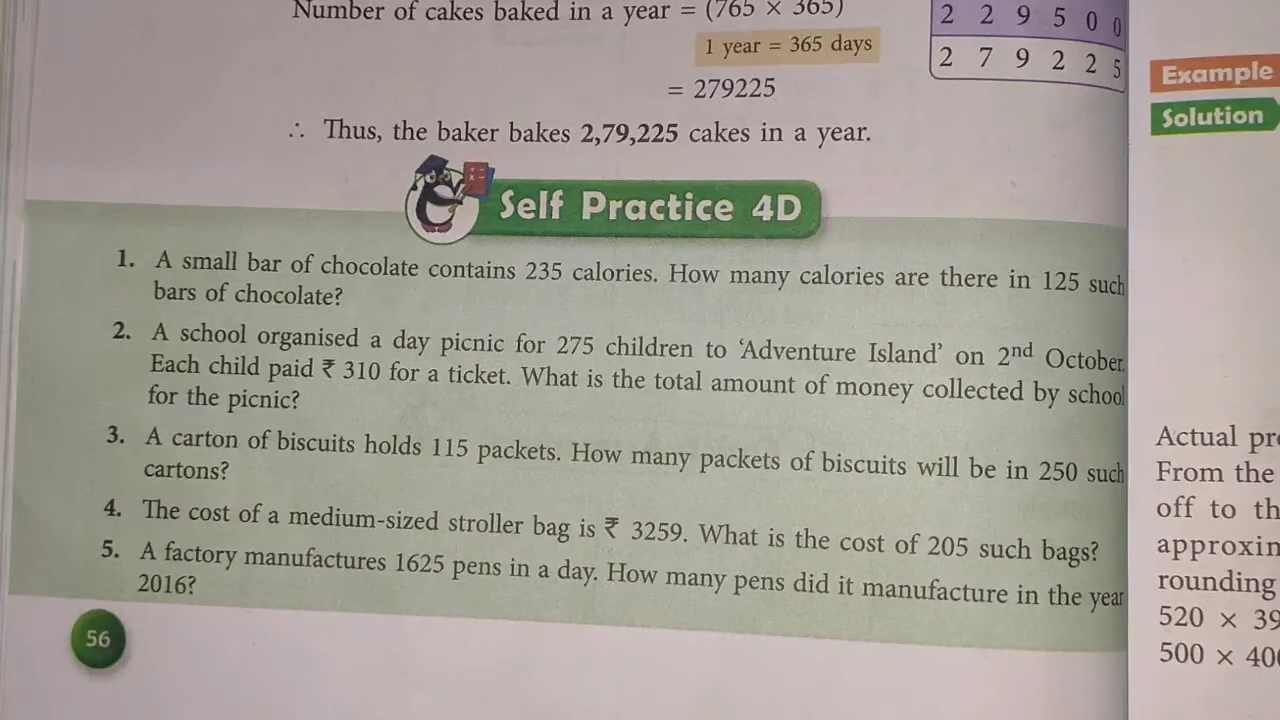 Number of cakes baked in a year = (765 × 365)
1 year = 365 days
= 279225
∴ Thus, the baker bakes 2,79,225 cakes in a year.
2 2 9 5 0 0
2 7 9 2 2 5
Self Practice 4D
1. A small bar of chocolate contains 235 calories. How many calories are there in 125 such
bars of chocolate?
2. A school organised a day picnic for 275 children to ‘Adventure Island’ on 2nd October.
Each child paid ₹ 310 for a ticket. What is the total amount of money collected by school
for the picnic?
3. A carton of biscuits holds 115 packets. How many packets of biscuits will be in 250 such
cartons?
4. The cost of a medium-sized stroller bag is ₹ 3259. What is the cost of 205 such bags?
5. A factory manufactures 1625 pens in a day. How many pens did it manufacture in the year
2016?
56
Example
Solution
Actual
From the
off to
rounding
520 × 39
500 × 40